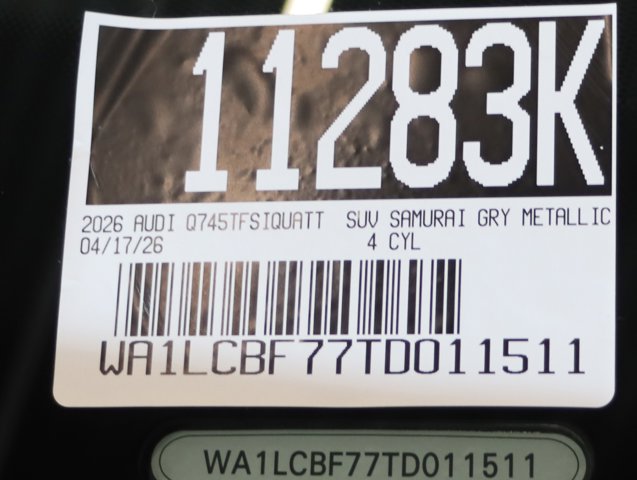 11283K
2026 AUDI Q745TFSIQUATT SUV SAMURAI GRY METALLIC
04/17/26 4 CYL
WA1LCBF77TD011511
WA1LCBF77TD011511